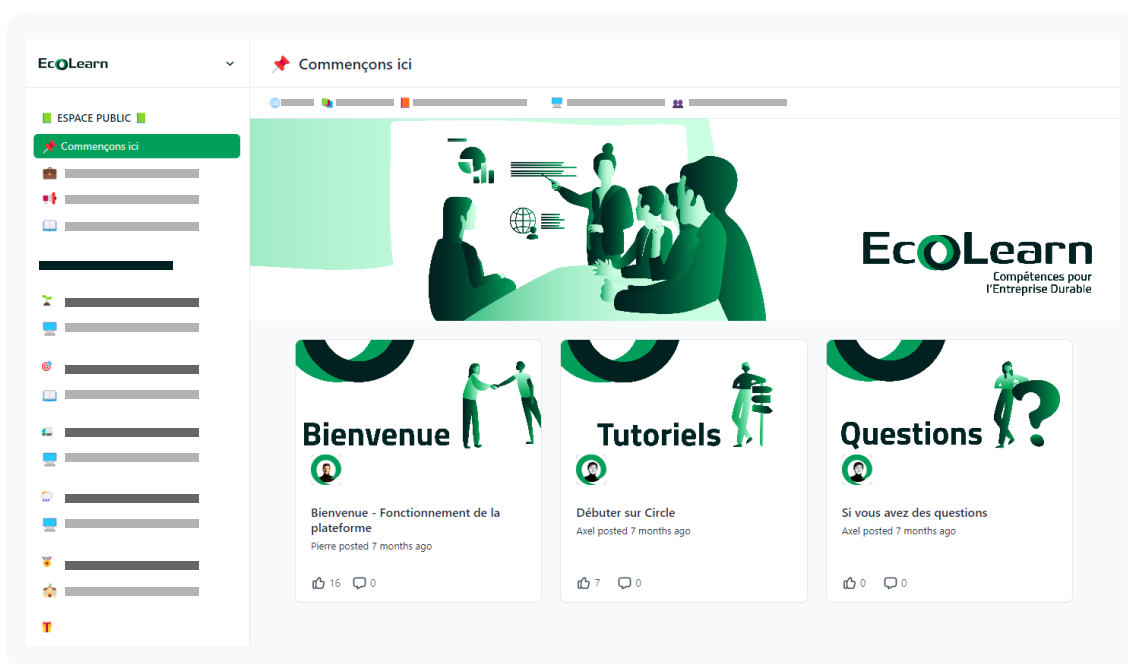 EcoLearn
Commençons ici
ESPACE PUBLIC
Commençons ici
EcoLearn
Compétences pour
l'Entreprise Durable
Bienvenue
Bienvenue - Fonctionnement de la
plateforme
Pierre posted 7 months ago
16 0
Tutoriels
Débuter sur Circle
Axel posted 7 months ago
7 0
Questions
Si vous avez des questions
Axel posted 7 months ago
0 0